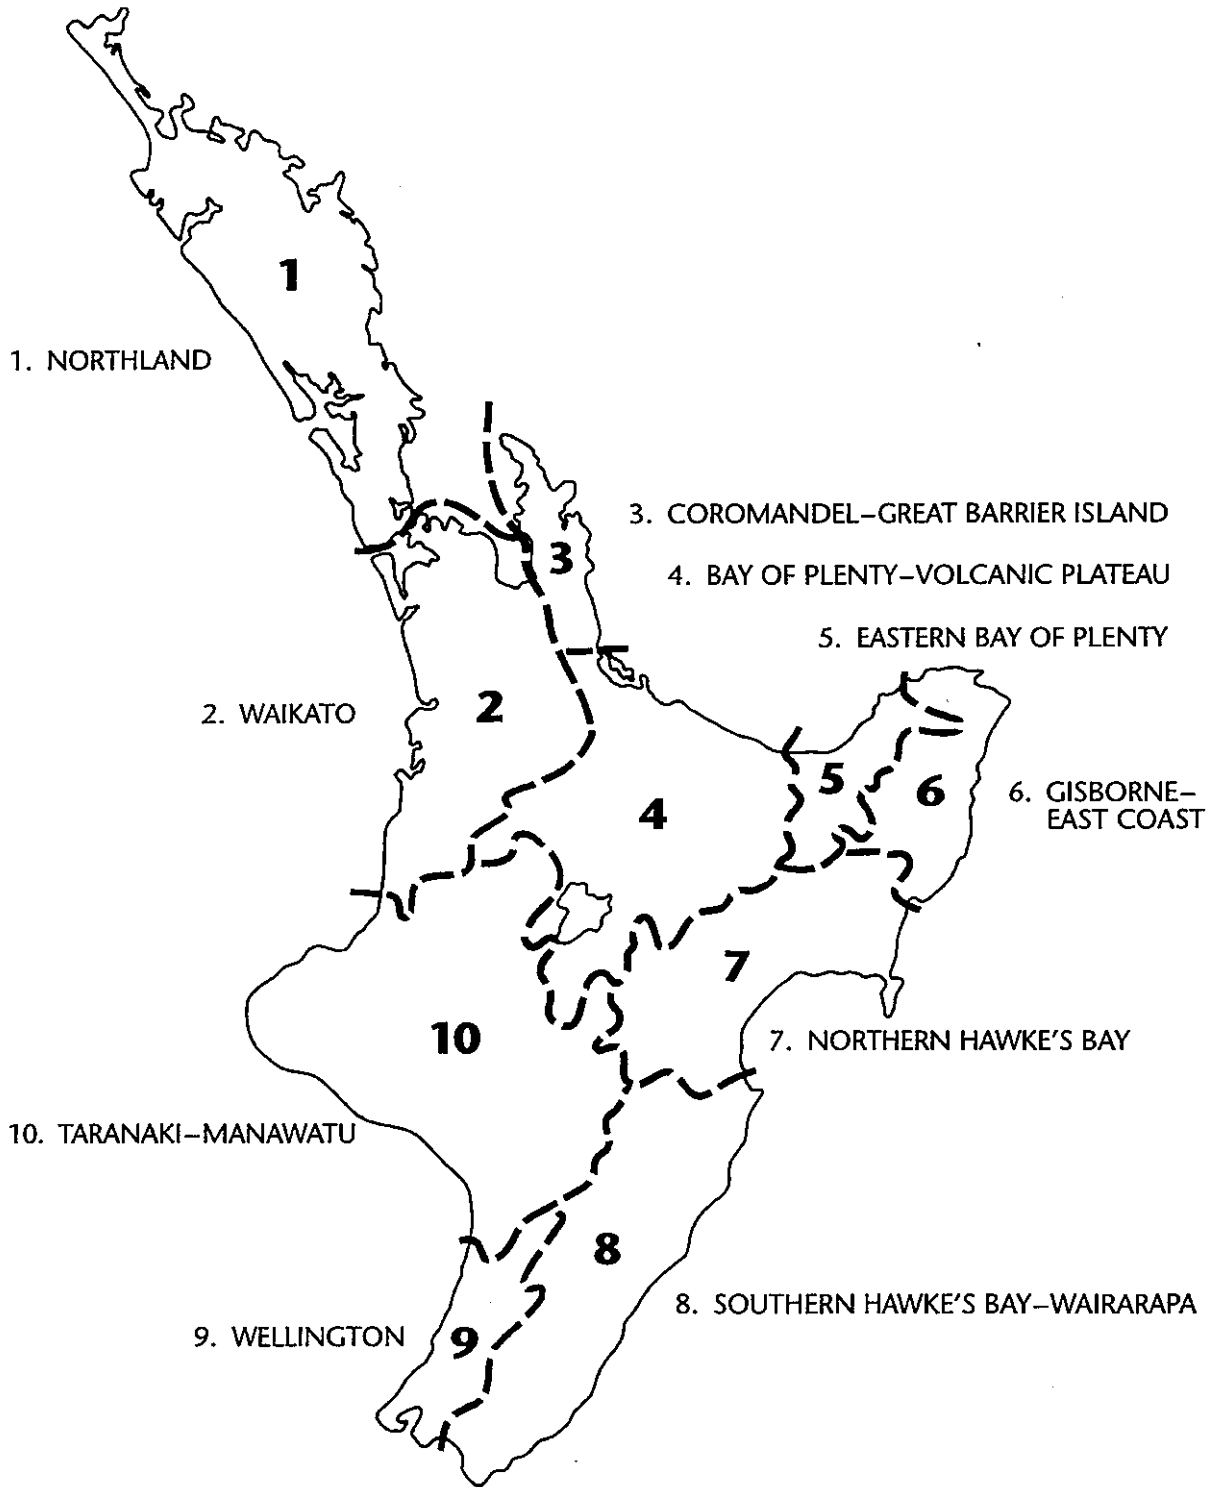 1
1. NORTHLAND
3. COROMANDEL–GREAT BARRIER ISLAND
3
4. BAY OF PLENTY–VOLCANIC PLATEAU
5. EASTERN BAY OF PLENTY
2
2. WAIKATO
5
6
6. GISBORNE–
EAST COAST
4
7
10
7. NORTHERN HAWKE'S BAY
10. TARANAKI–MANAWATU
8
8. SOUTHERN HAWKE'S BAY–WAIRARAPA
9. WELLINGTON
9